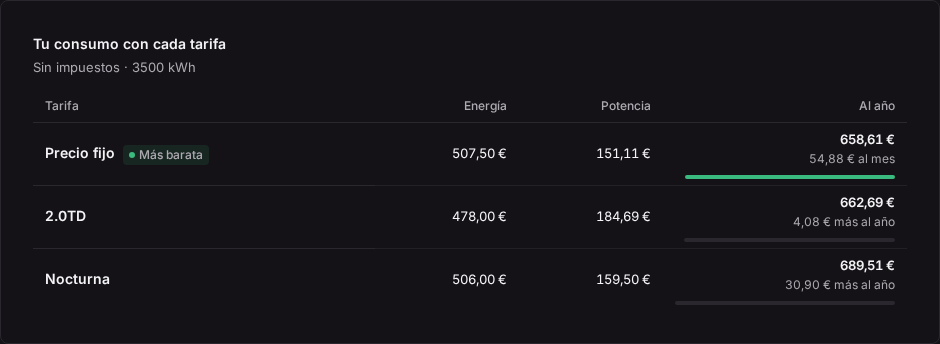 Tu consumo con cada tarifa
Sin impuestos · 3500 kWh
Tarifa Energía Potencia Al año
Precio fijo Más barata 507,50 € 151,11 € 658,61 €
54,88 € al mes
2.0TD 478,00 € 184,69 € 662,69 €
4,08 € más al año
Nocturna 506,00 € 159,50 € 689,51 €
30,90 € más al año